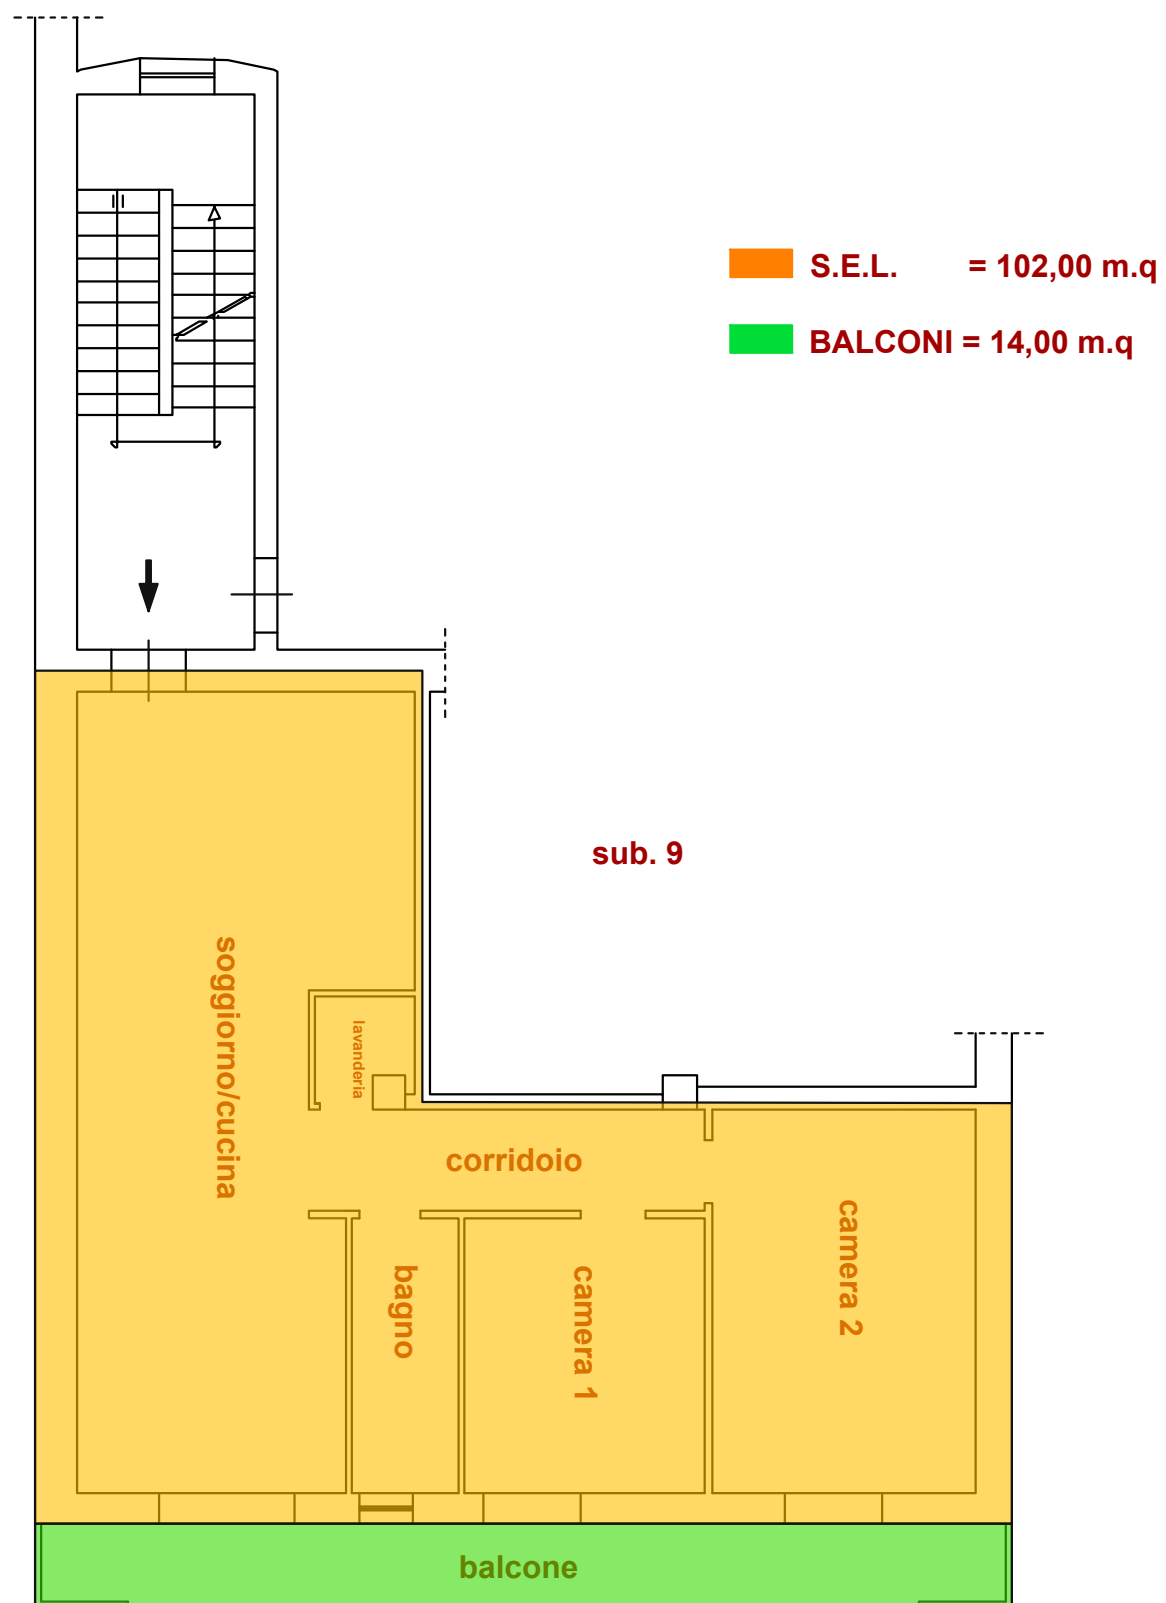 S.E.L. = 102,00 m.q
BALCONI = 14,00 m.q
sub. 9
soggiorno/cucina
lavanderia
corridoio
camera 2
bagno
camera 1
balcone